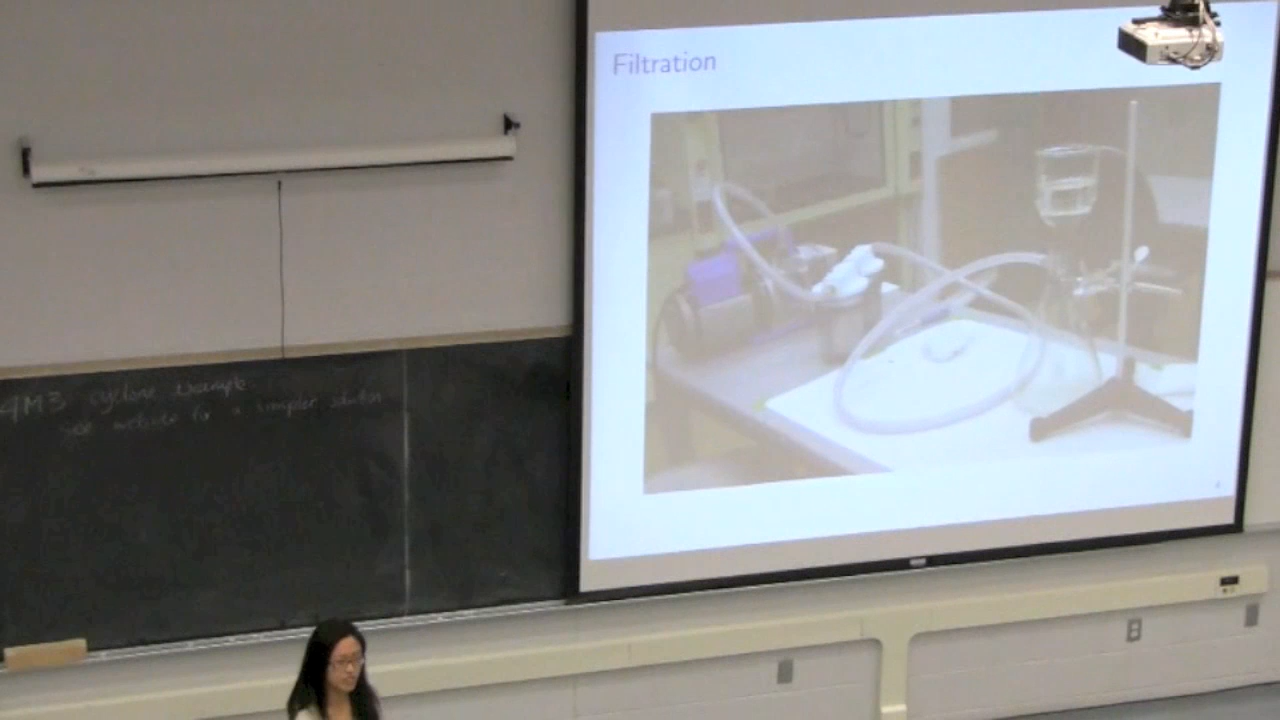 Filtration
4M3 cyclone example
see website for a simpler solution